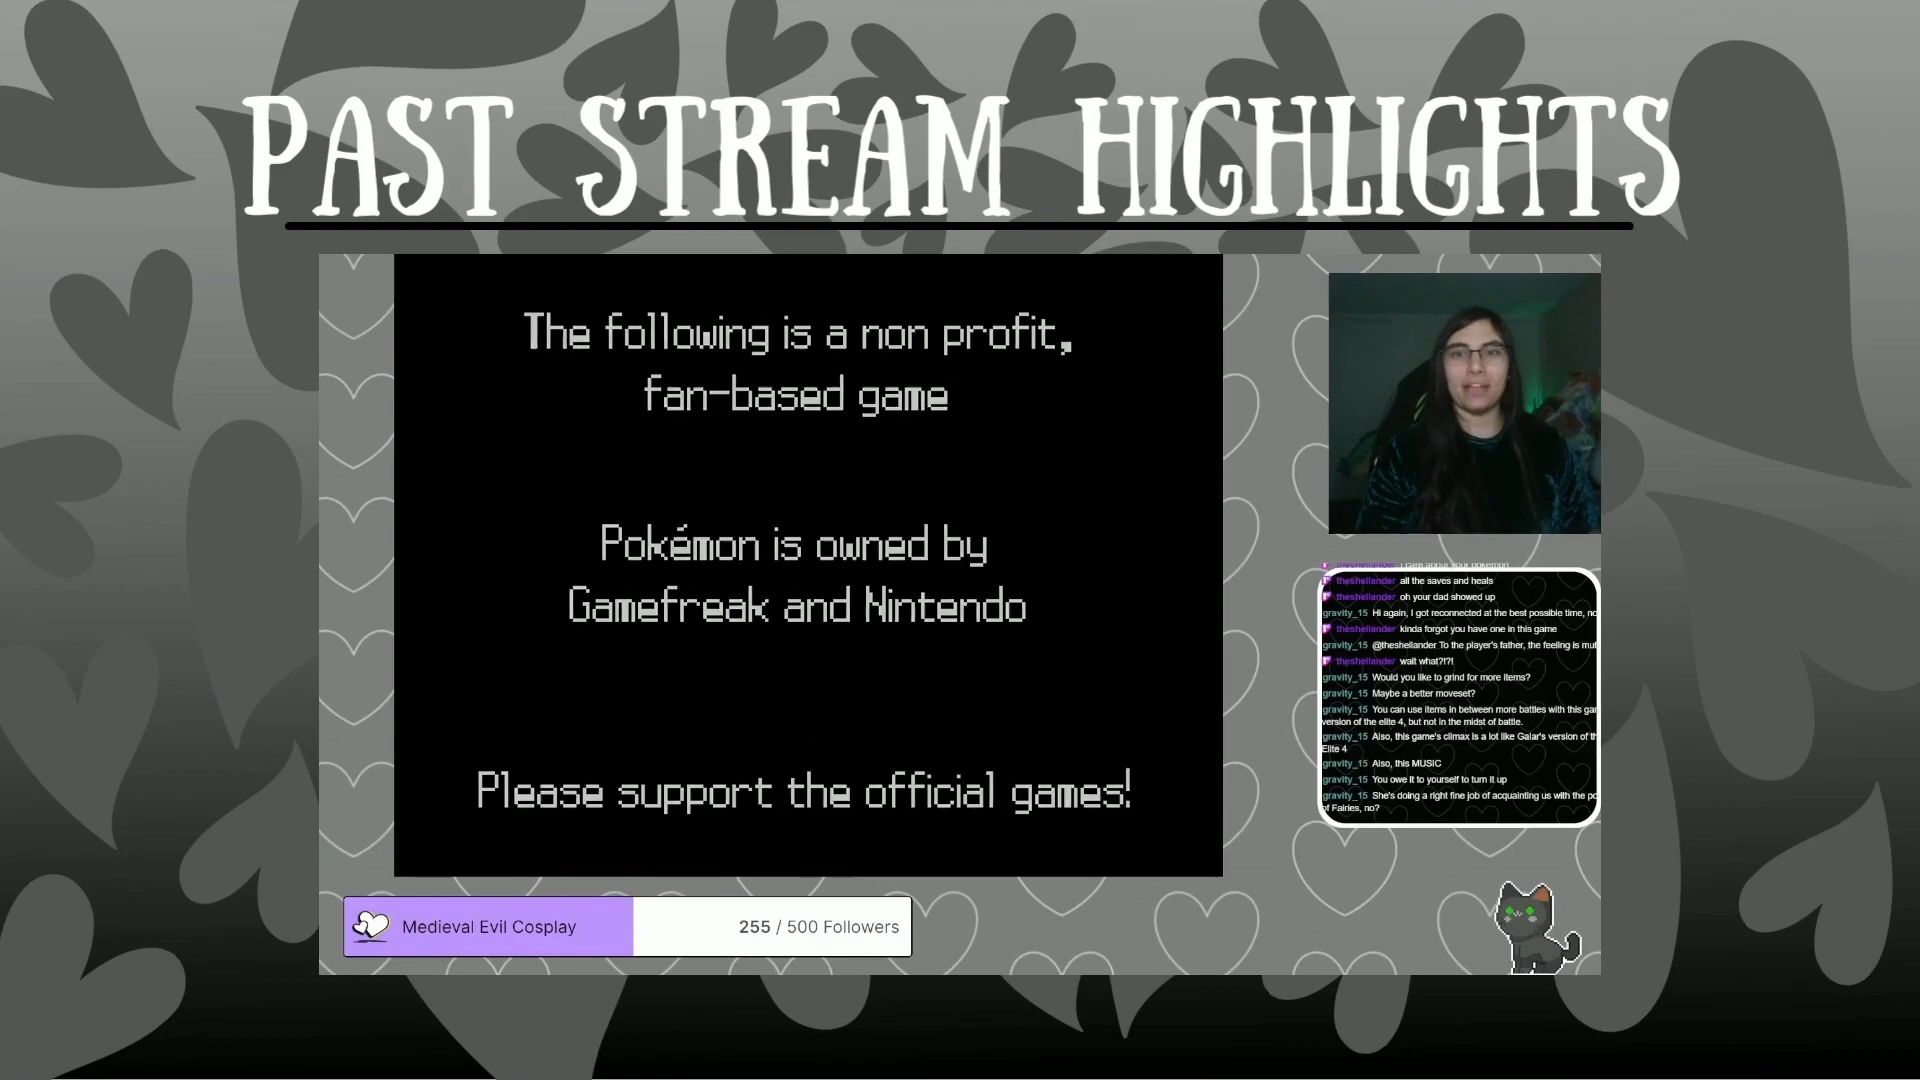 PAST STREAM HIGHLIGHTS
The following is a non profit,
fan-based game
Pokémon is owned by
Gamefreak and Nintendo
Please support the official games!
theshellander all the saves and heals
theshellander oh your dad showed up
gravity_15 Hi again, I got reconnected at the best possible time,
theshellander kinda forgot you have one in this game
gravity_15 @theshellander To the player's father, the feeling is
theshellander wait what?!?!
gravity_15 Would you like to grind for more items?
gravity_15 Maybe a better moveset?
gravity_15 You can use items in between more battles with this
version of the elite 4, but not in the midst of battle.
gravity_15 Also, this game's climax is a lot like Galar's version of
Elite 4
gravity_15 Also, this MUSIC
gravity_15 You owe it to yourself to turn it up
gravity_15 She's doing a right fine job of acquainting us with the
of Fairies, no?
Medieval Evil Cosplay 255 / 500 Followers